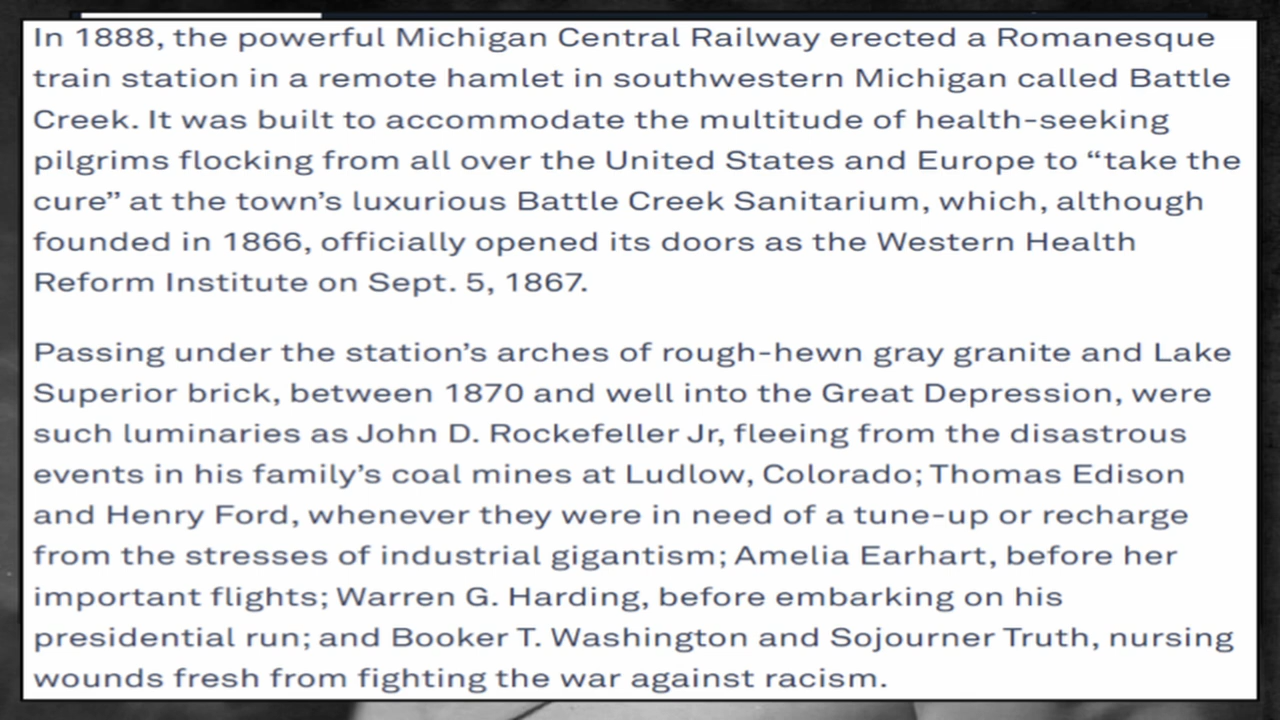 In 1888, the powerful Michigan Central Railway erected a Romanesque
train station in a remote hamlet in southwestern Michigan called Battle
Creek. It was built to accommodate the multitude of health-seeking
pilgrims flocking from all over the United States and Europe to “take the
cure” at the town’s luxurious Battle Creek Sanitarium, which, although
founded in 1866, officially opened its doors as the Western Health
Reform Institute on Sept. 5, 1867.
Passing under the station’s arches of rough-hewn gray granite and Lake
Superior brick, between 1870 and well into the Great Depression, were
such luminaries as John D. Rockefeller Jr, fleeing from the disastrous
events in his family’s coal mines at Ludlow, Colorado; Thomas Edison
and Henry Ford, whenever they were in need of a tune-up or recharge
from the stresses of industrial gigantism; Amelia Earhart, before her
important flights; Warren G. Harding, before embarking on his
presidential run; and Booker T. Washington and Sojourner Truth, nursing
wounds fresh from fighting the war against racism.